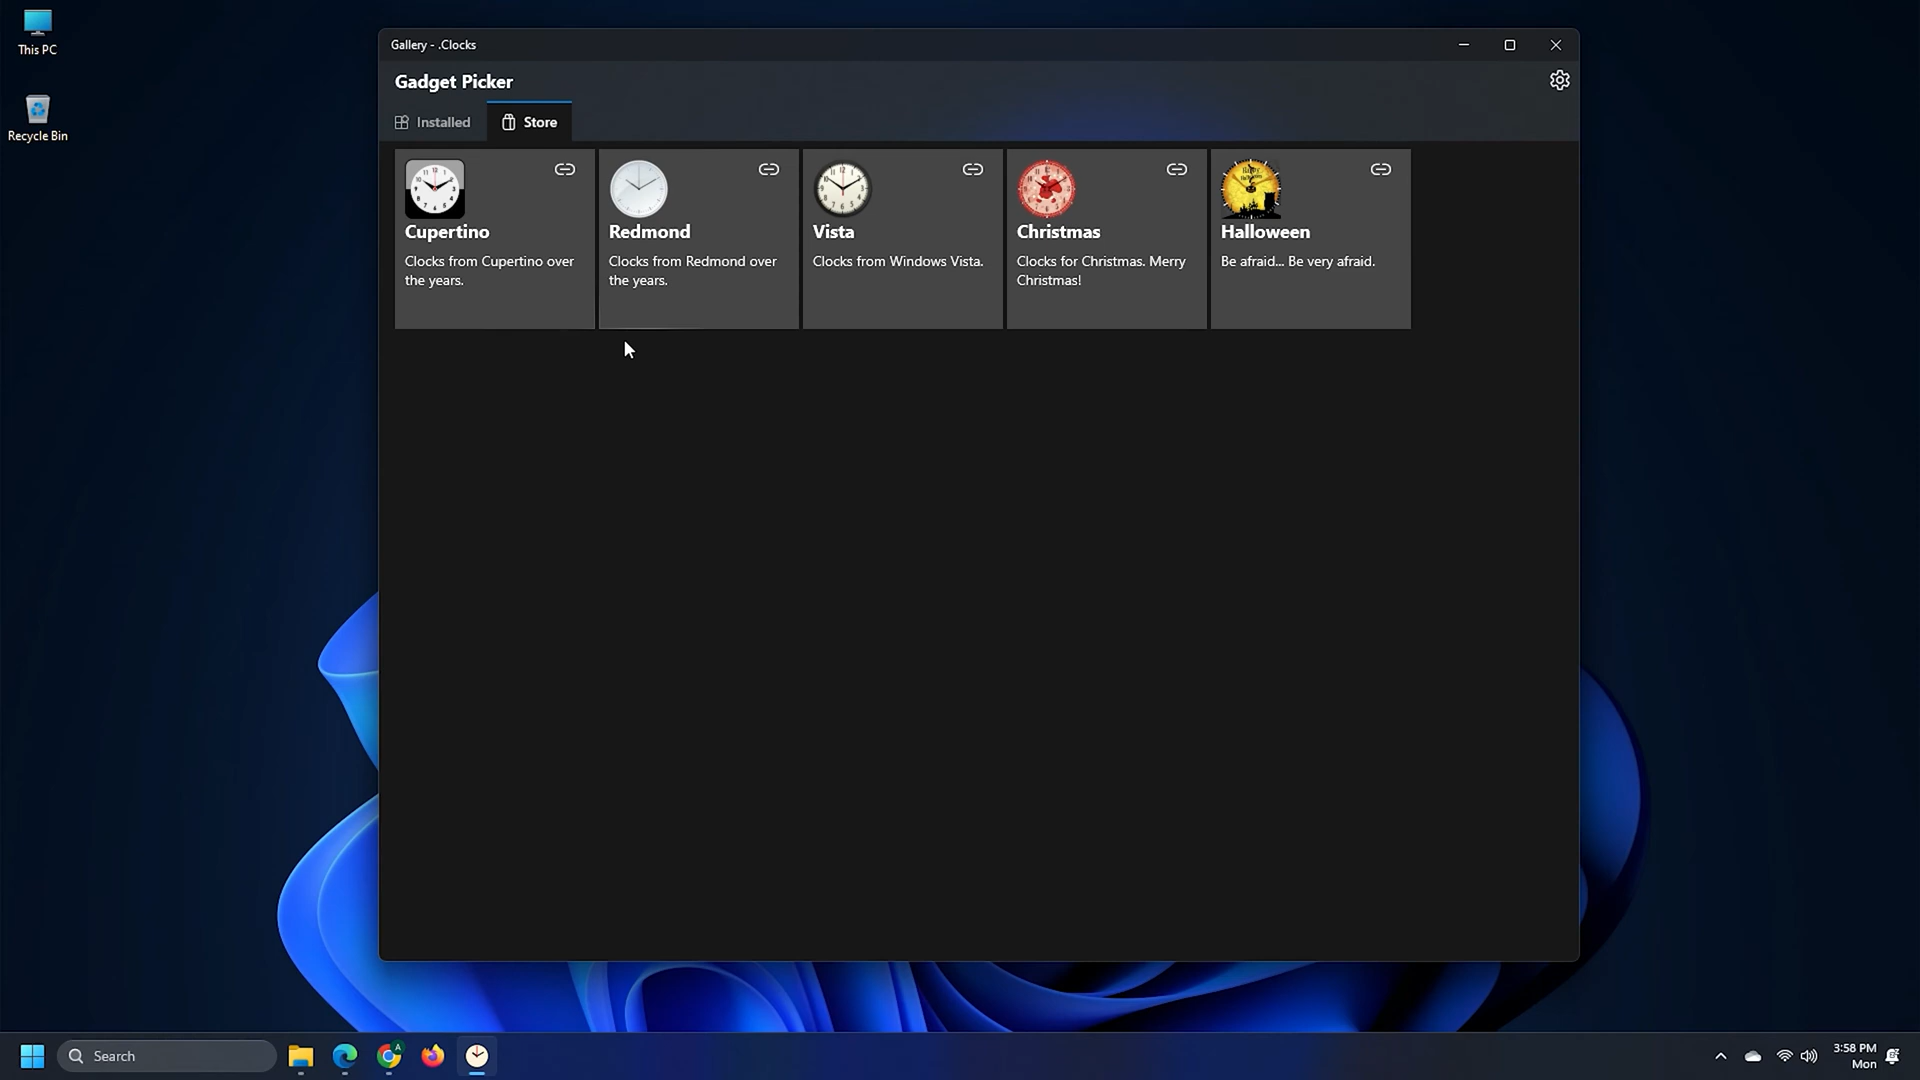 This PC
Recycle Bin
Gallery - .Clocks
Gadget Picker
Installed
Store
Cupertino
Clocks from Cupertino over
the years.
Redmond
Clocks from Redmond over
the years.
Vista
Clocks from Windows Vista.
Christmas
Clocks for Christmas. Merry
Christmas!
Halloween
Be afraid... Be very afraid.
Search
A
3:58 PM
Mon